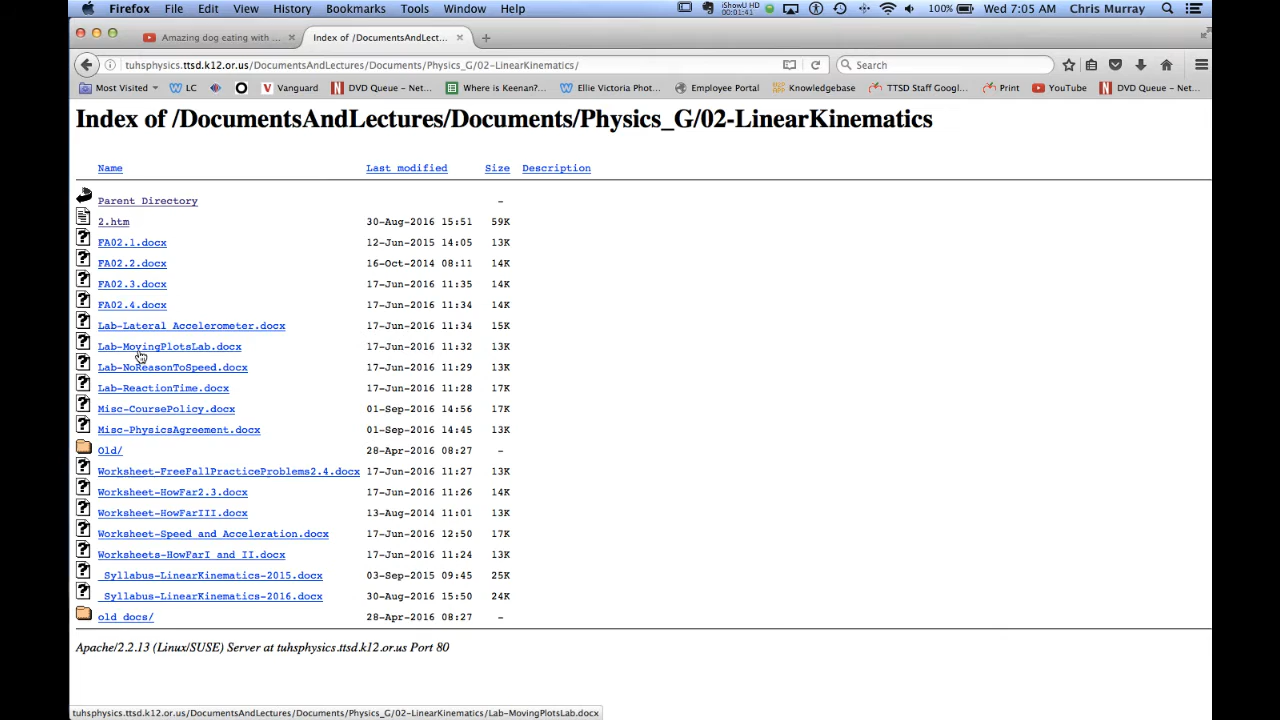 Firefox File Edit View History Bookmarks Tools Window Help iShowU HD 00:01:41 100% Wed 7:05 AM Chris Murray
Amazing dog eating with ... × Index of /DocumentsAndLect... × +
tuhsphysics.ttsd.k12.or.us/DocumentsAndLectures/Documents/Physics_G/02-LinearKinematics/ Search
Most Visited LC Vanguard DVD Queue - Net... Where is Keenan?... Ellie Victoria Phot... Employee Portal Knowledgebase TTSD Staff Googl... Print YouTube DVD Queue - Net...
Index of /DocumentsAndLectures/Documents/Physics_G/02-LinearKinematics
Name Last modified Size Description
Parent Directory -
2.htm 30-Aug-2016 15:51 59K
FA02.1.docx 12-Jun-2015 14:05 13K
FA02.2.docx 16-Oct-2014 08:11 14K
FA02.3.docx 17-Jun-2016 11:35 14K
FA02.4.docx 17-Jun-2016 11:34 14K
Lab-Lateral Accelerometer.docx 17-Jun-2016 11:34 15K
Lab-MovingPlotsLab.docx 17-Jun-2016 11:32 13K
Lab-NoReasonToSpeed.docx 17-Jun-2016 11:29 13K
Lab-ReactionTime.docx 17-Jun-2016 11:28 17K
Misc-CoursePolicy.docx 01-Sep-2016 14:56 17K
Misc-PhysicsAgreement.docx 01-Sep-2016 14:45 13K
Old/ 28-Apr-2016 08:27 -
Worksheet-FreeFallPracticeProblems2.4.docx 17-Jun-2016 11:27 13K
Worksheet-HowFar2.3.docx 17-Jun-2016 11:26 14K
Worksheet-HowFarIII.docx 13-Aug-2014 11:01 13K
Worksheet-Speed and Acceleration.docx 17-Jun-2016 12:50 17K
Worksheets-HowFarI and II.docx 17-Jun-2016 11:24 13K
_Syllabus-LinearKinematics-2015.docx 03-Sep-2015 09:45 25K
_Syllabus-LinearKinematics-2016.docx 30-Aug-2016 15:50 24K
old docs/ 28-Apr-2016 08:27 -
Apache/2.2.13 (Linux/SUSE) Server at tuhsphysics.ttsd.k12.or.us Port 80
tuhsphysics.ttsd.k12.or.us/DocumentsAndLectures/Documents/Physics_G/02-LinearKinematics/Lab-MovingPlotsLab.docx